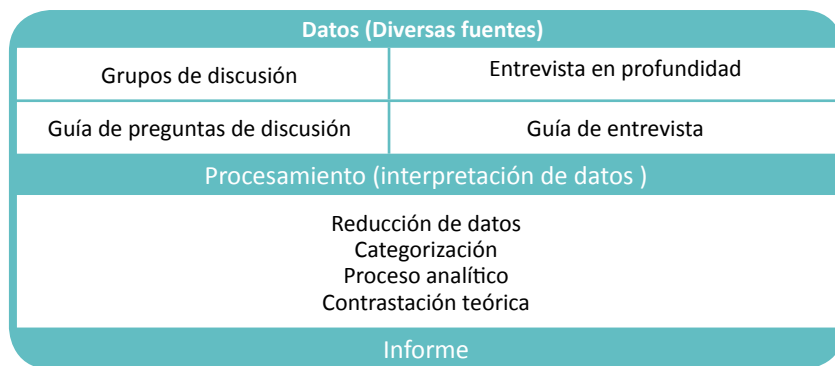 Datos (Diversas fuentes)
Grupos de discusión
Entrevista en profundidad
Guía de preguntas de discusión
Guía de entrevista
Procesamiento (interpretación de datos )
Reducción de datos
Categorización
Proceso analítico
Contrastación teórica
Informe